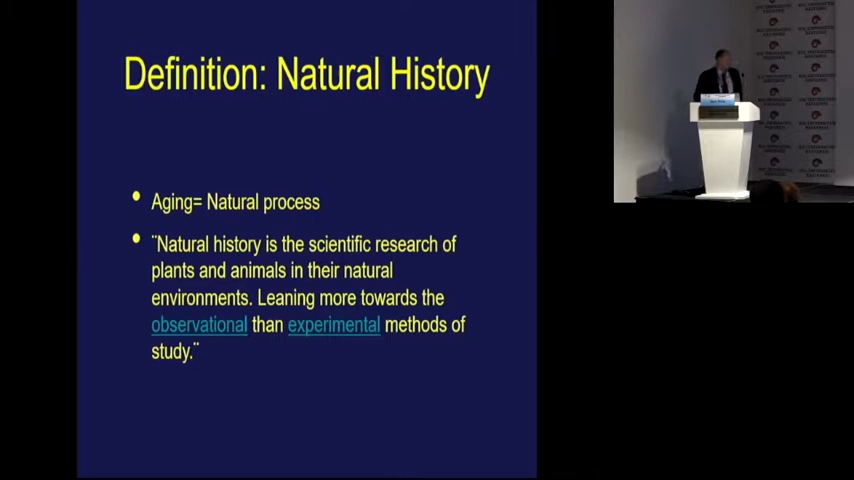 Definition: Natural History
• Aging= Natural process
• ¨Natural history is the scientific research of
plants and animals in their natural
environments. Leaning more towards the
observational than experimental methods of
study.¨